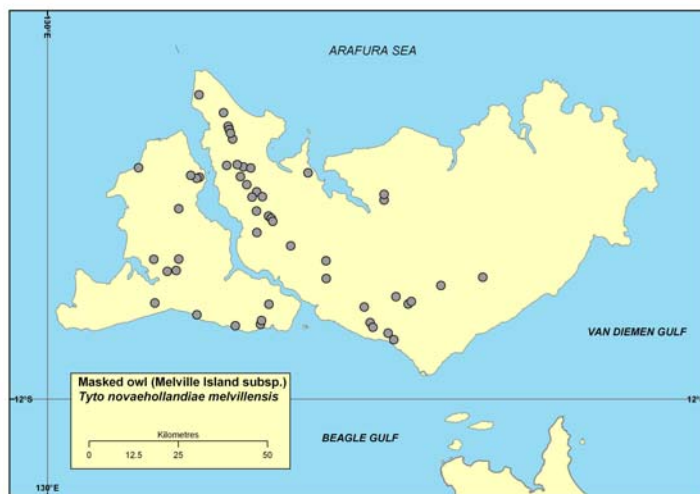 130°E
ARAFURA SEA
VAN DIEMEN GULF
Masked owl (Melville Island subsp.)
Tyto novaehollandiae melvillensis
Kilometres
0 12.5 25 50
12°S
12°
BEAGLE GULF
130°E